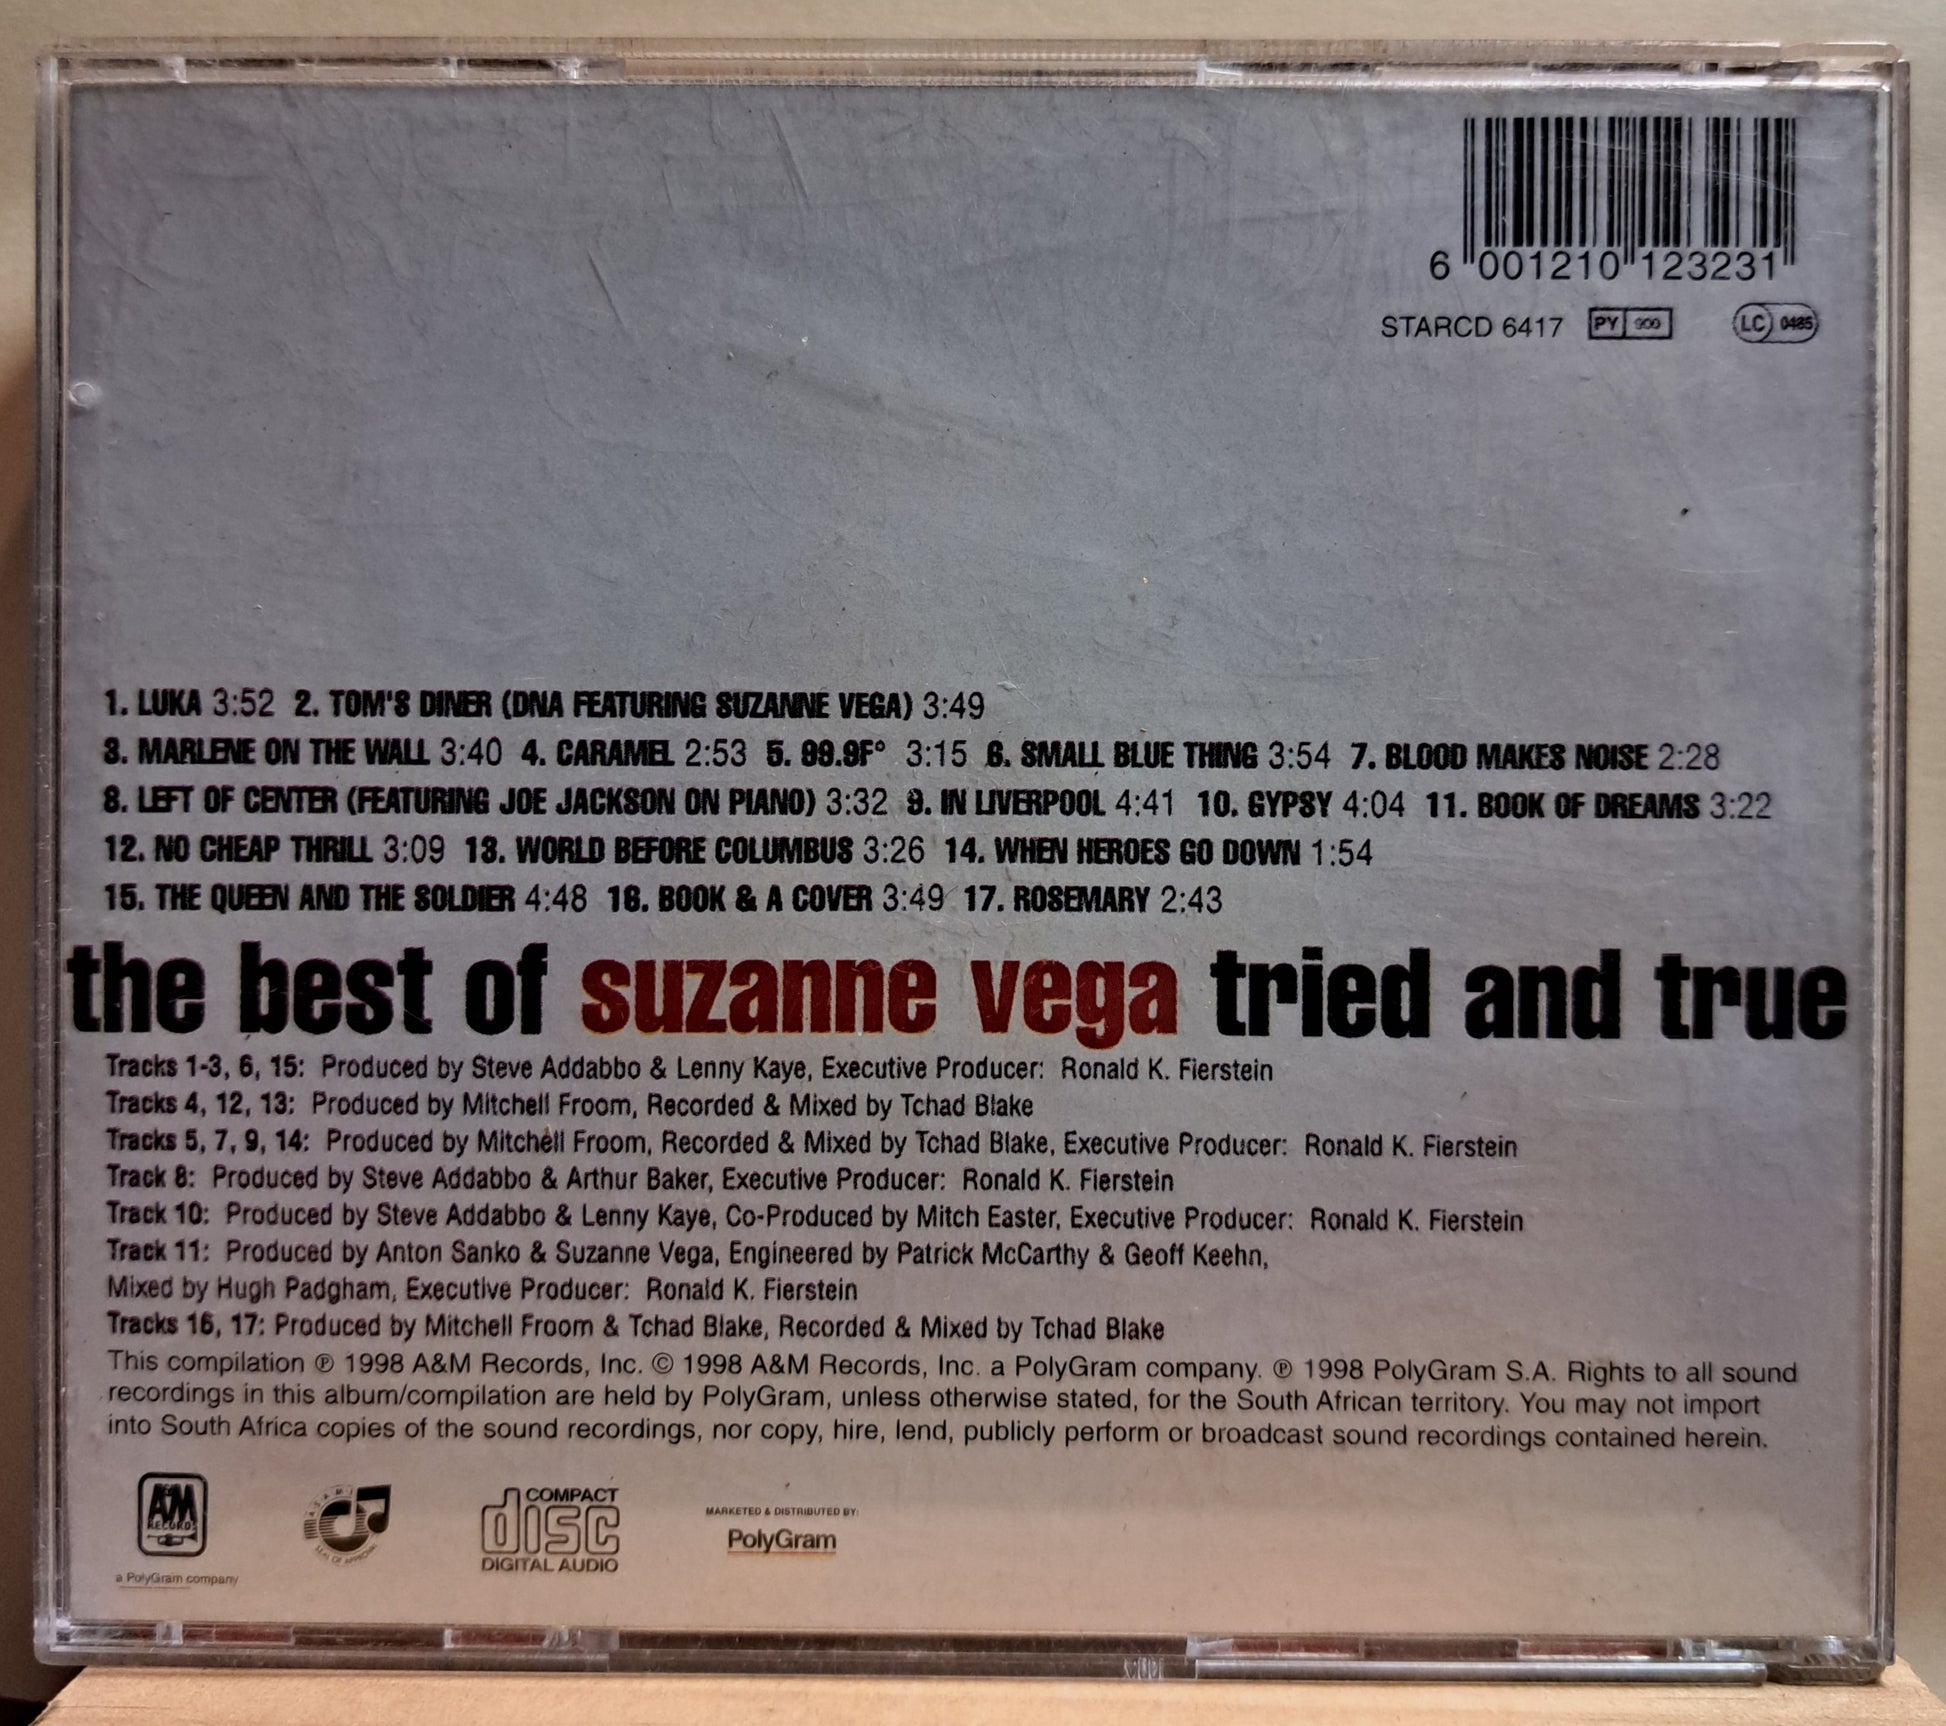 6 001210 123231
STARCD 6417 PY 900 LC 0485
1. LUKA 3:52 2. TOM'S DINER (DNA FEATURING SUZANNE VEGA) 3:49
3. MARLENE ON THE WALL 3:40 4. CARAMEL 2:53 5. 99.9F° 3:15 6. SMALL BLUE THING 3:54 7. BLOOD MAKES NOISE 2:28
8. LEFT OF CENTER (FEATURING JOE JACKSON ON PIANO) 3:32 9. IN LIVERPOOL 4:41 10. GYPSY 4:04 11. BOOK OF DREAMS 3:22
12. NO CHEAP THRILL 3:09 13. WORLD BEFORE COLUMBUS 3:26 14. WHEN HEROES GO DOWN 1:54
15. THE QUEEN AND THE SOLDIER 4:48 16. BOOK & A COVER 3:49 17. ROSEMARY 2:43
the best of suzanne vega tried and true
Tracks 1-3, 6, 15: Produced by Steve Addabbo & Lenny Kaye, Executive Producer: Ronald K. Fierstein
Tracks 4, 12, 13: Produced by Mitchell Froom, Recorded & Mixed by Tchad Blake
Tracks 5, 7, 9, 14: Produced by Mitchell Froom, Recorded & Mixed by Tchad Blake, Executive Producer: Ronald K. Fierstein
Track 8: Produced by Steve Addabbo & Arthur Baker, Executive Producer: Ronald K. Fierstein
Track 10: Produced by Steve Addabbo & Lenny Kaye, Co-Produced by Mitch Easter, Executive Producer: Ronald K. Fierstein
Track 11: Produced by Anton Sanko & Suzanne Vega, Engineered by Patrick McCarthy & Geoff Keehn,
Mixed by Hugh Padgham, Executive Producer: Ronald K. Fierstein
Tracks 16, 17: Produced by Mitchell Froom & Tchad Blake, Recorded & Mixed by Tchad Blake
This compilation ℗ 1998 A&M Records, Inc. © 1998 A&M Records, Inc. a PolyGram company. ℗ 1998 PolyGram S.A. Rights to all sound
recordings in this album/compilation are held by PolyGram, unless otherwise stated, for the South African territory. You may not import
into South Africa copies of the sound recordings, nor copy, hire, lend, publicly perform or broadcast sound recordings contained herein.
A&M
RECORDS
a PolyGram company
ASAMI
SEAL OF APPROVAL
COMPACT
disc
DIGITAL AUDIO
MARKETED & DISTRIBUTED BY:
PolyGram